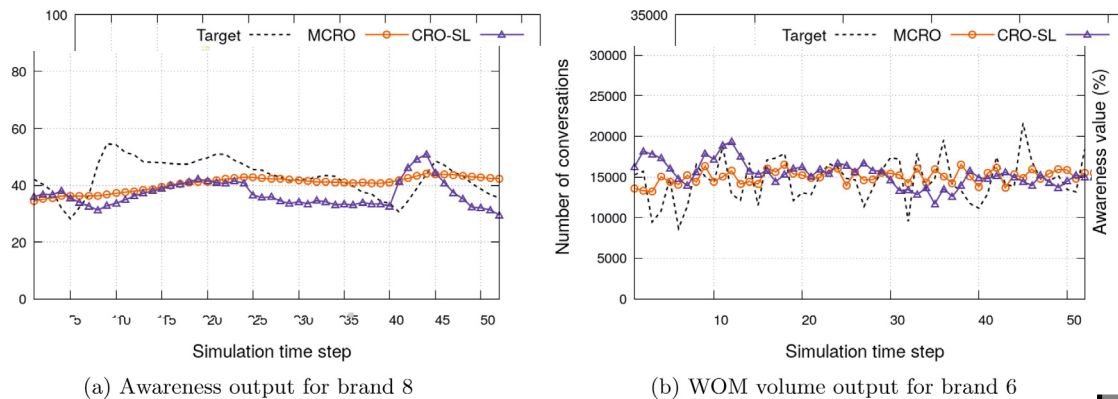 100
80
60
40
20
0
Target MCRO CRO-SL
5 10 15 20 25 30 35 40 45 50
Simulation time step
(a) Awareness output for brand 8
Number of conversations
35000
30000
25000
20000
15000
10000
5000
0
Target MCRO CRO-SL
10 20 30 40 50
Simulation time step
Awareness value (%)
(b) WOM volume output for brand 6